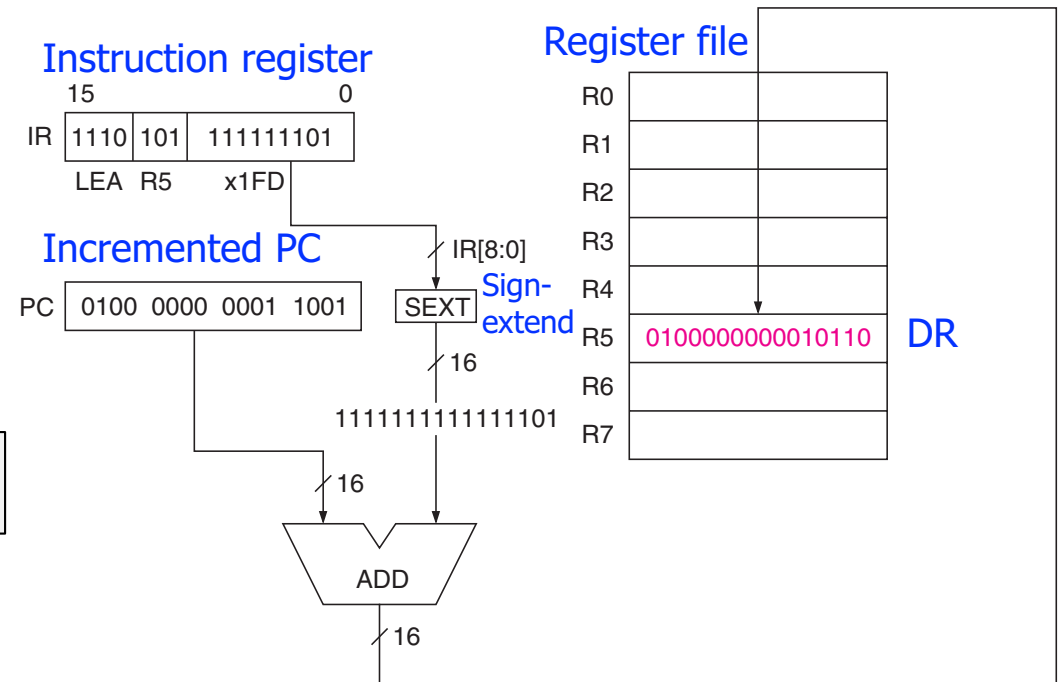 Instruction register
15 0
IR 1110 101 111111101
LEA R5 x1FD
IR[8:0]
Incremented PC
PC 0100 0000 0001 1001
SEXT
Sign-
extend
16
1111111111111101
16
ADD
16
Register file
R0
R1
R2
R3
R4
R5 0100000000010110 DR
R6
R7